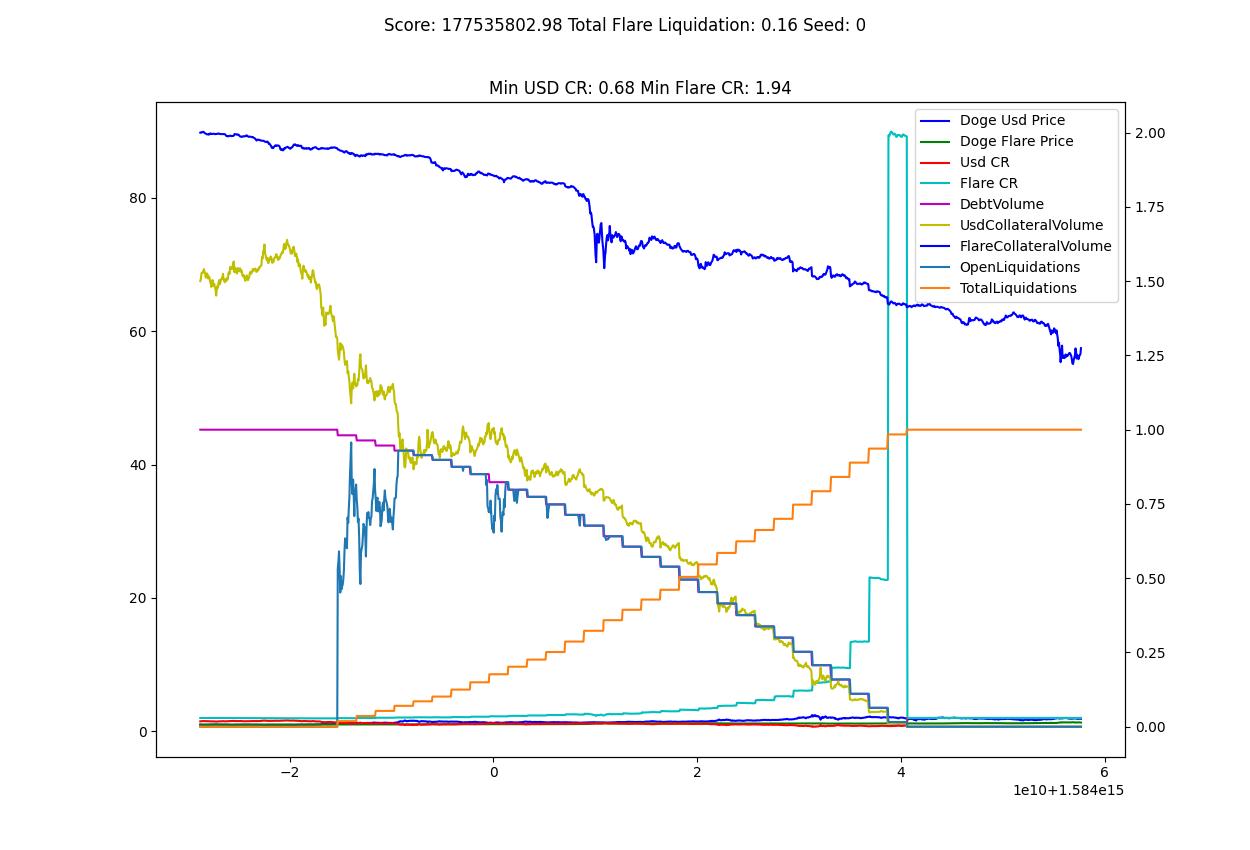 Score: 177535802.98 Total Flare Liquidation: 0.16 Seed: 0
Min USD CR: 0.68 Min Flare CR: 1.94
Doge Usd Price
Doge Flare Price
Usd CR
Flare CR
DebtVolume
UsdCollateralVolume
FlareCollateralVolume
OpenLiquidations
TotalLiquidations
80
60
40
20
0
2.00
1.75
1.50
1.25
1.00
0.75
0.50
0.25
0.00
−2 0 2 4 6
1e10+1.584e15